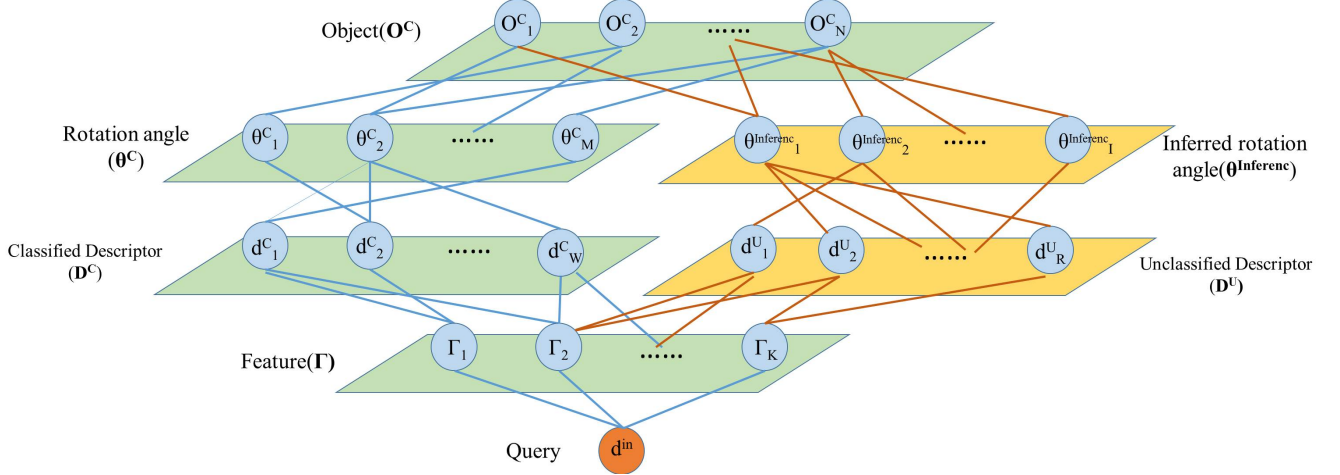 Object(O^C)
O^C_1
O^C_2
......
O^C_N
Rotation angle
(θ^C)
θ^C_1
θ^C_2
......
θ^C_M
θ^Inferenc_1
θ^Inferenc_2
......
θ^Inferenc_I
Inferred rotation
angle(θ^Inferenc)
Classified Descriptor
(D^C)
d^C_1
d^C_2
......
d^C_W
d^U_1
d^U_2
......
d^U_R
Unclassified Descriptor
(D^U)
Feature(Γ)
Γ_1
Γ_2
......
Γ_K
Query
d^in